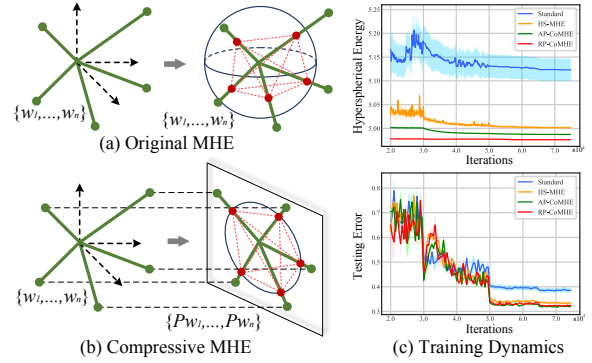 {w1,...,wn}
{w1,...,wn}
(a) Original MHE
{w1,...,wn}
{Pw1,...,Pwn}
(b) Compressive MHE
Hyperspherical Energy
5.25
5.20
5.15
5.10
5.05
5.00
Standard
HS-MHE
AP-CoMHE
RP-CoMHE
2.0 3.0 4.0 5.0 6.0 7.0 x10⁴
Iterations
Testing Error
0.8
0.7
0.6
0.5
0.4
0.3
0.2
Standard
HS-MHE
AP-CoMHE
RP-CoMHE
2.0 3.0 4.0 5.0 6.0 7.0 x10⁴
Iterations
(c) Training Dynamics